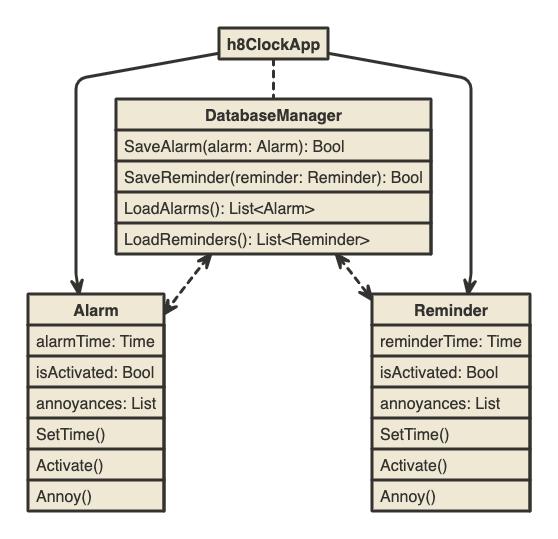 h8ClockApp
DatabaseManager
SaveAlarm(alarm: Alarm): Bool
SaveReminder(reminder: Reminder): Bool
LoadAlarms(): List<Alarm>
LoadReminders(): List<Reminder>
Alarm
alarmTime: Time
isActivated: Bool
annoyances: List
SetTime()
Activate()
Annoy()
Reminder
reminderTime: Time
isActivated: Bool
annoyances: List
SetTime()
Activate()
Annoy()